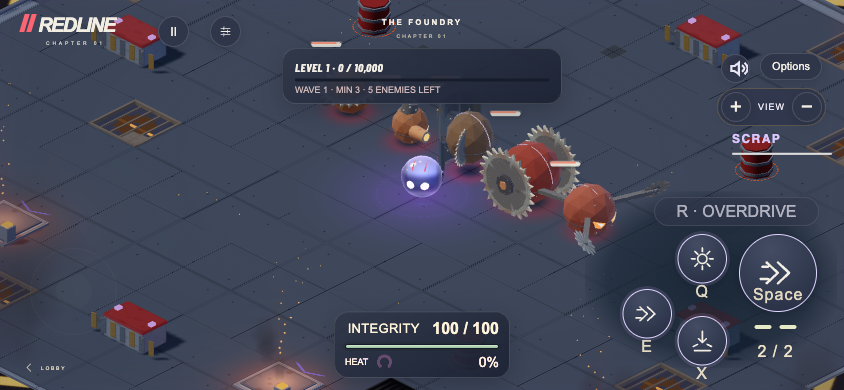 REDLINE
CHAPTER 01
THE FOUNDRY
CHAPTER 01
LEVEL 1 · 0 / 10,000
WAVE 1 · MIN 3 · 5 ENEMIES LEFT
Options
+ VIEW −
SCRAP
R · OVERDRIVE
Q
Space
E
2 / 2
X
INTEGRITY 100 / 100
HEAT 0%
LOBBY